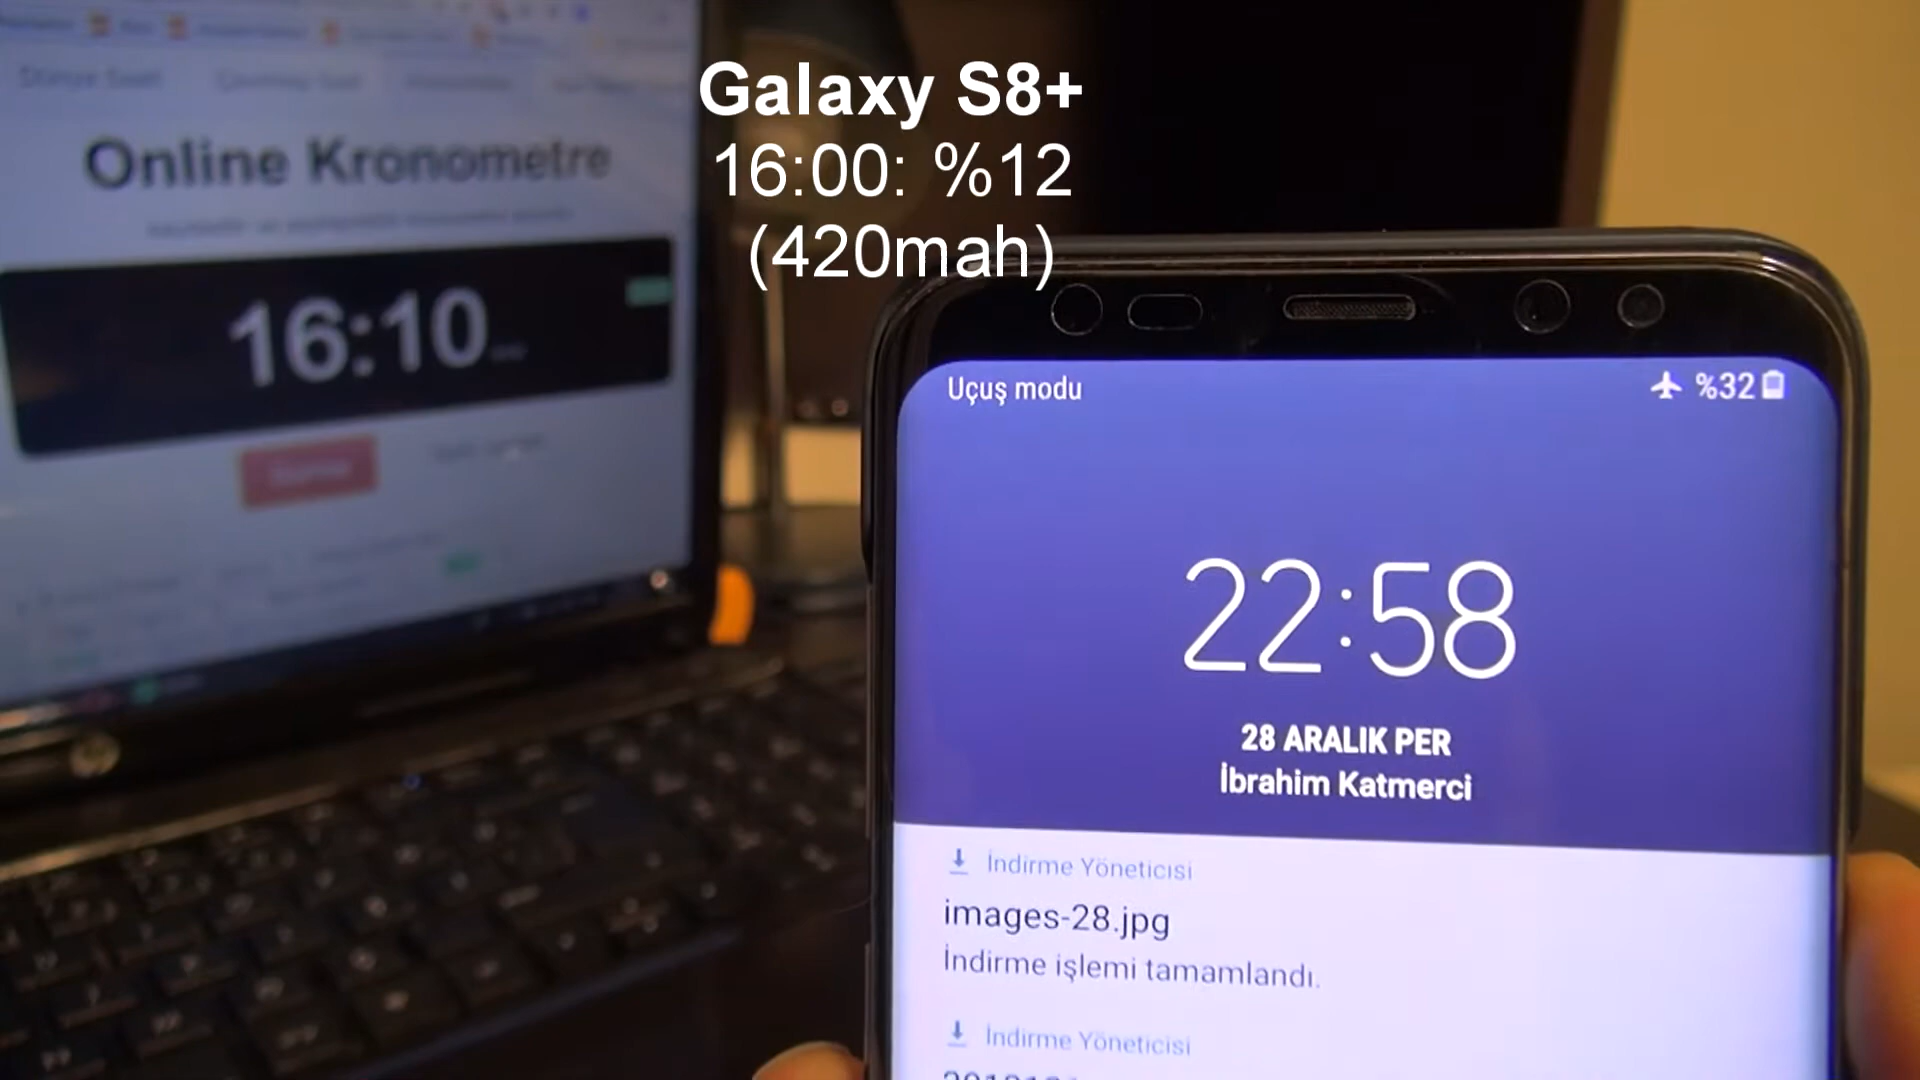 Galaxy S8+
16:00: %12
(420mah)
Online Kronometre
16:10
Uçuş modu
%32
22:58
28 ARALIK PER
İbrahim Katmerci
İndirme Yöneticisi
images-28.jpg
İndirme işlemi tamamlandı.
İndirme Yöneticisi